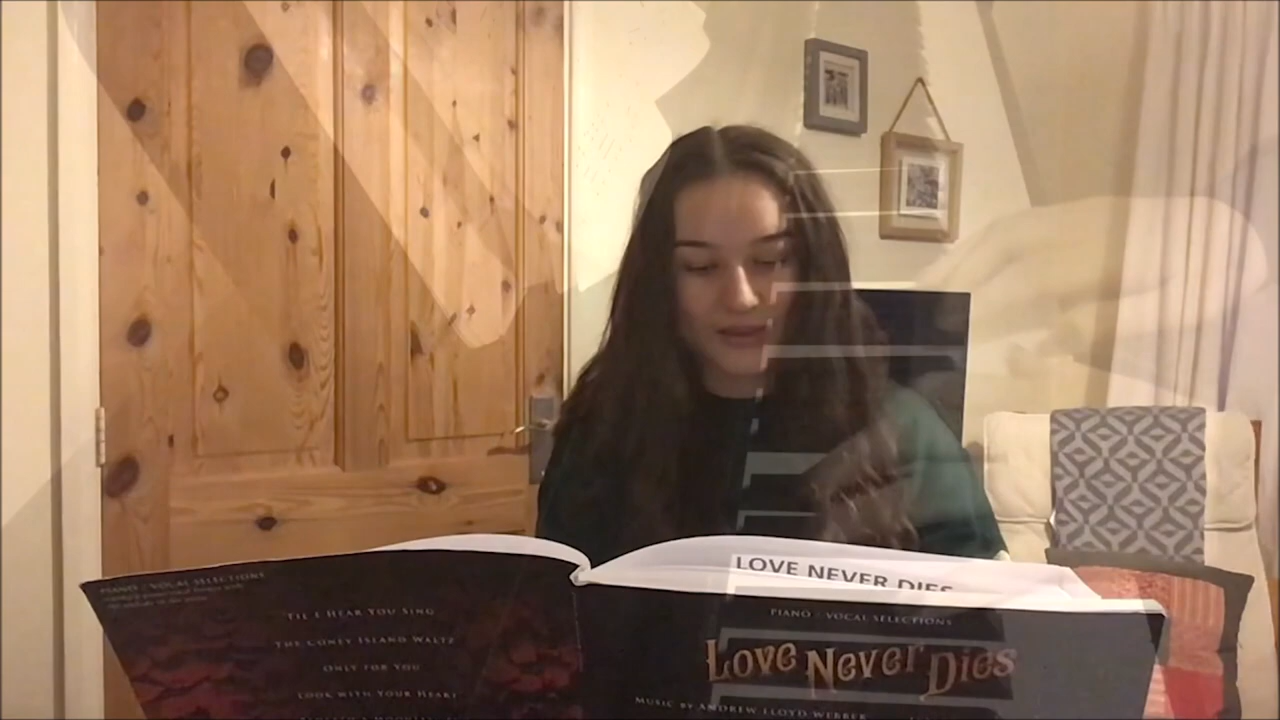 LOVE NEVER DIES
PIANO / VOCAL SELECTIONS
'TIL I HEAR YOU SING
THE CONEY ISLAND WALTZ
ONLY FOR YOU
LOOK WITH YOUR HEART
PIANO / VOCAL SELECTIONS
LOVE NEVER DIES
MUSIC BY ANDREW LLOYD WEBBER